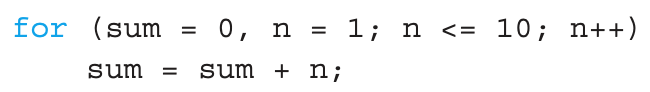 for (sum = 0, n = 1; n <= 10; n++)
    sum = sum + n;